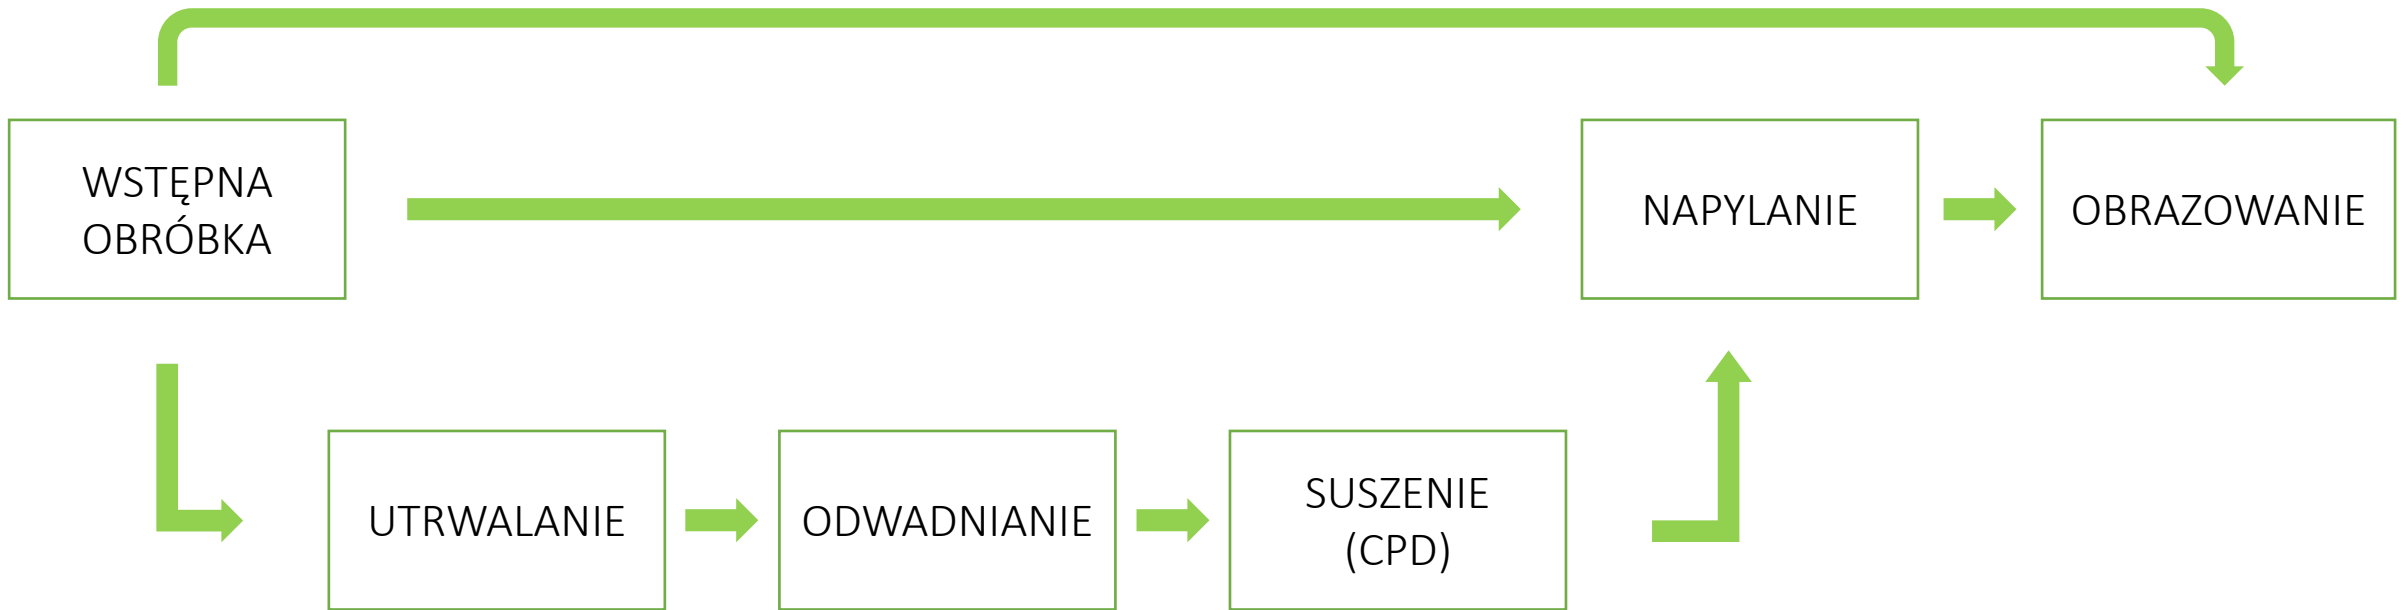 WSTĘPNA
OBRÓBKA
NAPYLANIE
OBRAZOWANIE
UTRWALANIE
ODWADNIANIE
SUSZENIE
(CPD)